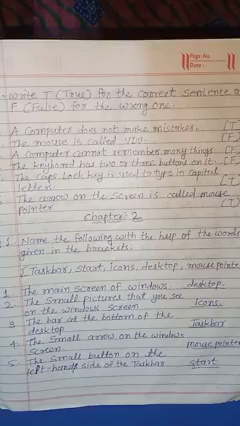 Page No.
Date:
Write T (True) for the correct Sentence &
F (False) for the wrong one.
A Computer does not make mistakes. [T
The mouse is called VDU. [F
A Computer cannot remember many things [F
The keyboard has two or three buttons on it. [F
The caps Lock key is used to type in capital
letter. [T
The arrow on the Screen is called mouse
pointer (T)
Chapter: 2
1 Name the following with the help of the words
given in the brackets.
[Taskbar, Start, icons, desktop, mouse pointe
1 The main Screen of windows desktop.
2 The Small pictures that you see
on the windows Screen icons.
3 The bar at the bottom of the
desktop Taskbar
4 The Small arrow on the windows
Screen. mouse pointer
5 The Small button on the
left-hand side of the Taskbar start